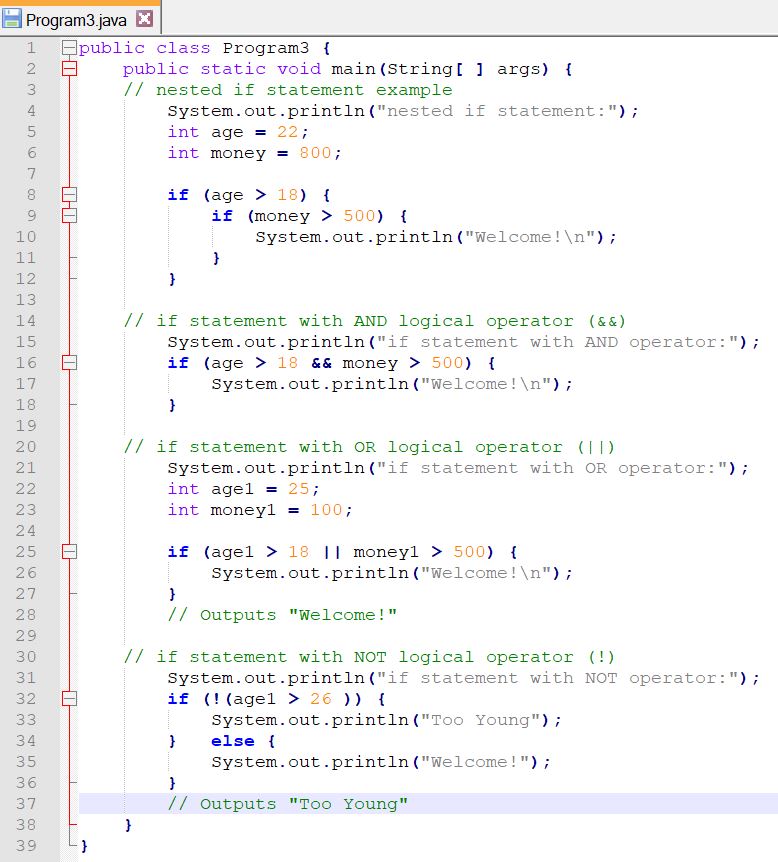 Program3.java
1 public class Program3 {
2     public static void main(String[ ] args) {
3     // nested if statement example
4         System.out.println("nested if statement:");
5         int age = 22;
6         int money = 800;
7
8         if (age > 18) {
9             if (money > 500) {
10                 System.out.println("Welcome!\n");
11             }
12         }
13
14     // if statement with AND logical operator (&&)
15         System.out.println("if statement with AND operator:");
16         if (age > 18 && money > 500) {
17             System.out.println("Welcome!\n");
18         }
19
20     // if statement with OR logical operator (||)
21         System.out.println("if statement with OR operator:");
22         int age1 = 25;
23         int money1 = 100;
24
25         if (age1 > 18 || money1 > 500) {
26             System.out.println("Welcome!\n");
27         }
28         // Outputs "Welcome!"
29
30     // if statement with NOT logical operator (!)
31         System.out.println("if statement with NOT operator:");
32         if (!(age1 > 26 )) {
33             System.out.println("Too Young");
34         }   else {
35             System.out.println("Welcome!");
36         }
37         // Outputs "Too Young"
38     }
39 }